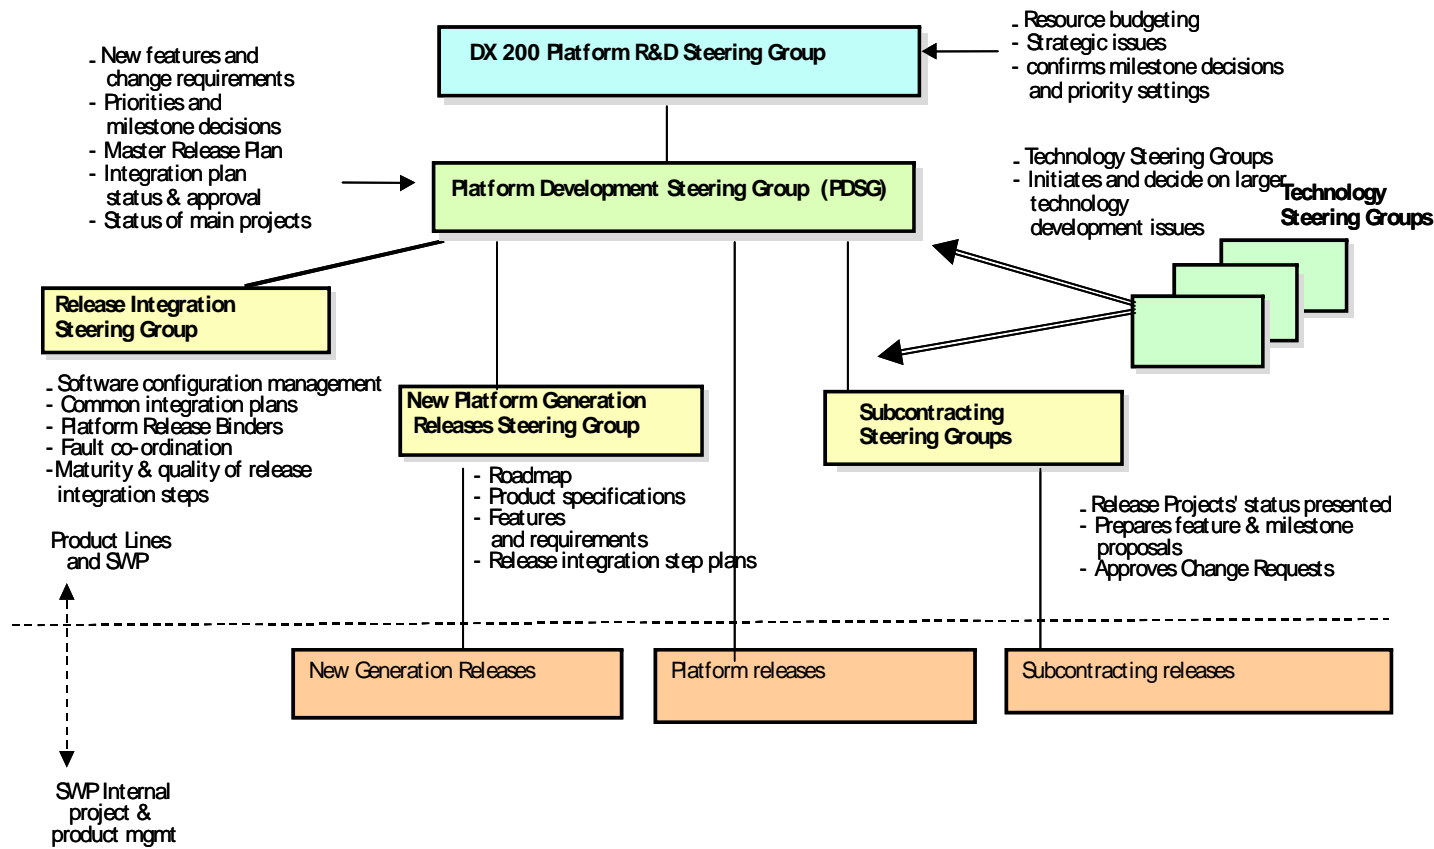 DX 200 Platform R&D Steering Group
- Resource budgeting
- Strategic issues
- confirms milestone decisions
and priority settings
- New features and
change requirements
- Priorities and
milestone decisions
- Master Release Plan
- Integration plan
status & approval
- Status of main projects
Platform Development Steering Group (PDSG)
- Technology Steering Groups
- Initiates and decide on larger
technology
development issues
Technology
Steering Groups
Release Integration
Steering Group
- Software configuration management
- Common integration plans
- Platform Release Binders
- Fault co-ordination
-Maturity & quality of release
integration steps
New Platform Generation
Releases Steering Group
- Roadmap
- Product specifications
- Features
and requirements
- Release integration step plans
Subcontracting
Steering Groups
- Release Projects' status presented
- Prepares feature & milestone
proposals
- Approves Change Requests
Product Lines
and SWP
New Generation Releases
Platform releases
Subcontracting releases
SWP Internal
project &
product mgmt